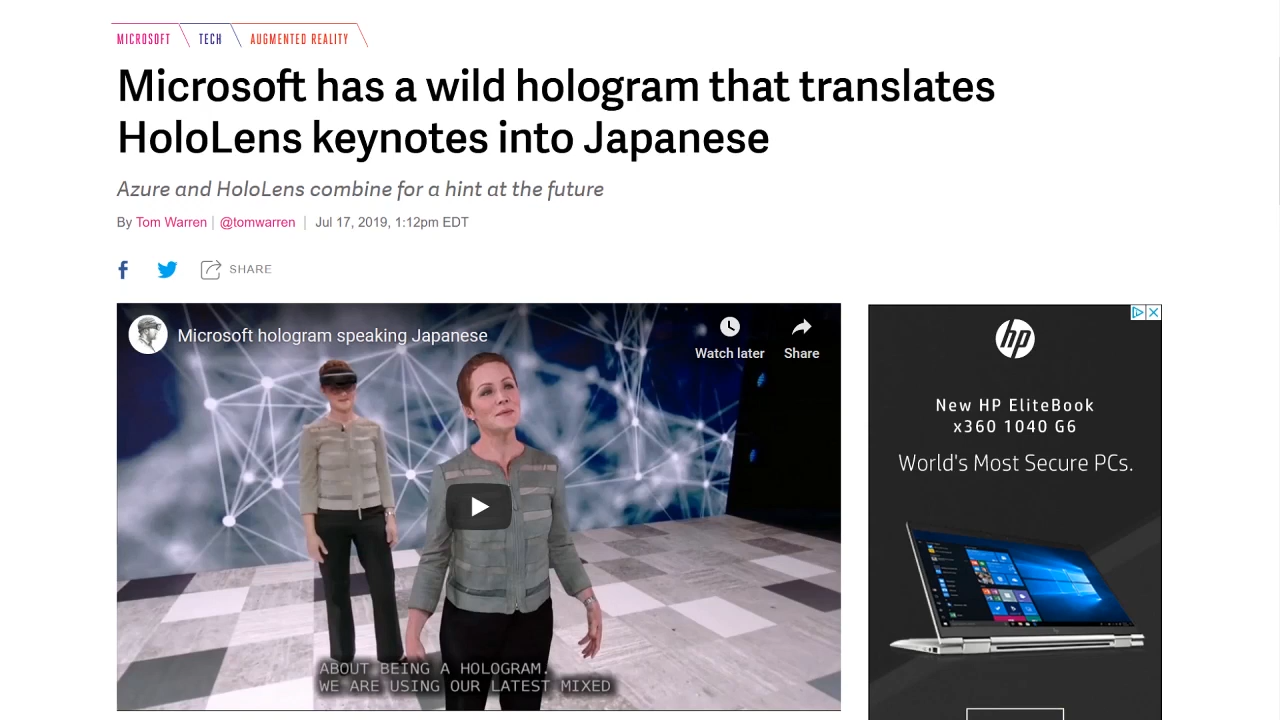 MICROSOFT
TECH
AUGMENTED REALITY
Microsoft has a wild hologram that translates
HoloLens keynotes into Japanese
Azure and HoloLens combine for a hint at the future
By Tom Warren | @tomwarren | Jul 17, 2019, 1:12pm EDT
SHARE
Microsoft hologram speaking Japanese
Watch later
Share
ABOUT BEING A HOLOGRAM.
WE ARE USING OUR LATEST MIXED
hp
New HP EliteBook
x360 1040 G6
World's Most Secure PCs.